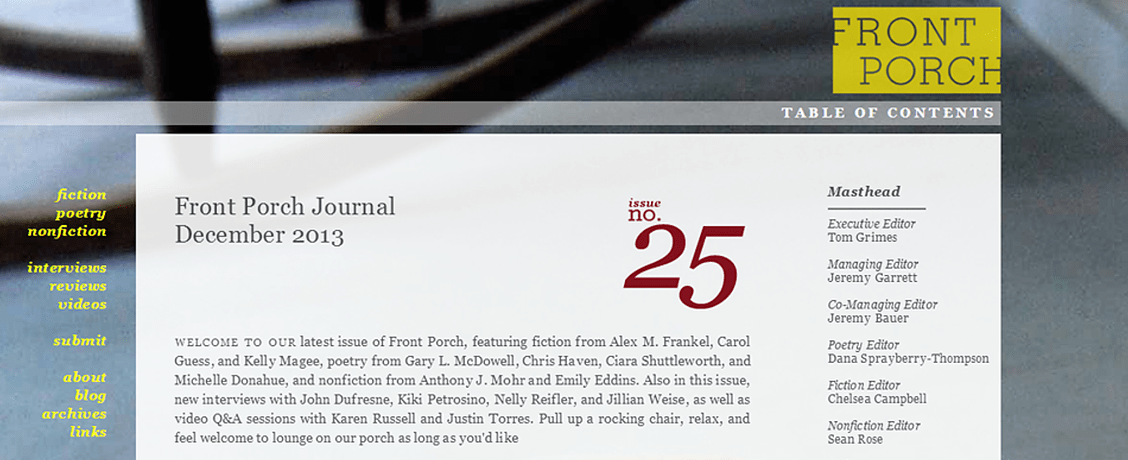 FRONT
PORCH
TABLE OF CONTENTS
fiction
poetry
nonfiction
interviews
reviews
videos
submit
about
blog
archives
links
Front Porch Journal
December 2013
issue
no.
25
WELCOME TO OUR latest issue of Front Porch, featuring fiction from Alex M. Frankel, Carol
Guess, and Kelly Magee, poetry from Gary L. McDowell, Chris Haven, Ciara Shuttleworth, and
Michelle Donahue, and nonfiction from Anthony J. Mohr and Emily Eddins. Also in this issue,
new interviews with John Dufresne, Kiki Petrosino, Nelly Reifler, and Jillian Weise, as well as
video Q&A sessions with Karen Russell and Justin Torres. Pull up a rocking chair, relax, and
feel welcome to lounge on our porch as long as you'd like
Masthead
Executive Editor
Tom Grimes
Managing Editor
Jeremy Garrett
Co-Managing Editor
Jeremy Bauer
Poetry Editor
Dana Sprayberry-Thompson
Fiction Editor
Chelsea Campbell
Nonfiction Editor
Sean Rose